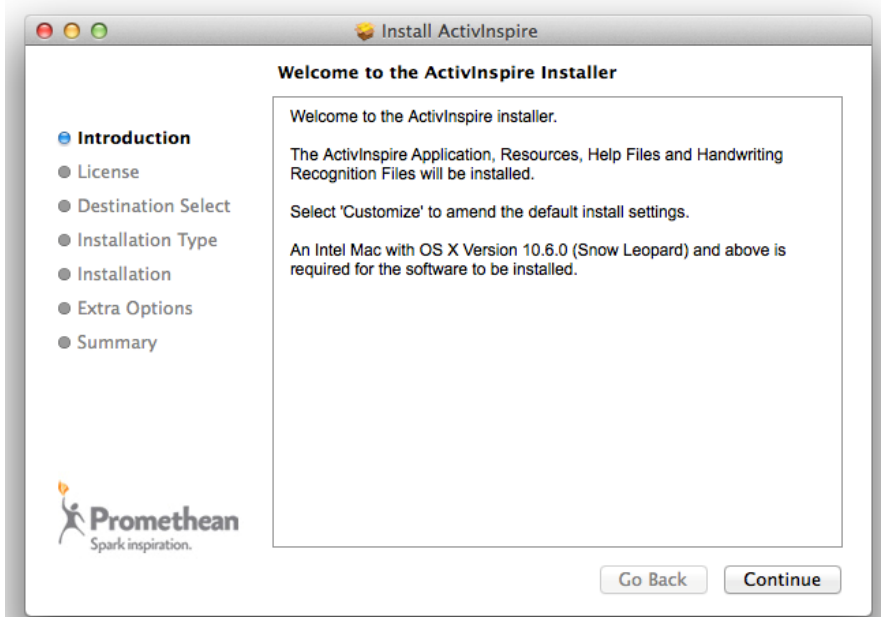 Install ActivInspire
Welcome to the ActivInspire Installer
Introduction
License
Destination Select
Installation Type
Installation
Extra Options
Summary
Welcome to the ActivInspire installer.
The ActivInspire Application, Resources, Help Files and Handwriting
Recognition Files will be installed.
Select 'Customize' to amend the default install settings.
An Intel Mac with OS X Version 10.6.0 (Snow Leopard) and above is
required for the software to be installed.
Promethean
Spark inspiration.
Go Back
Continue